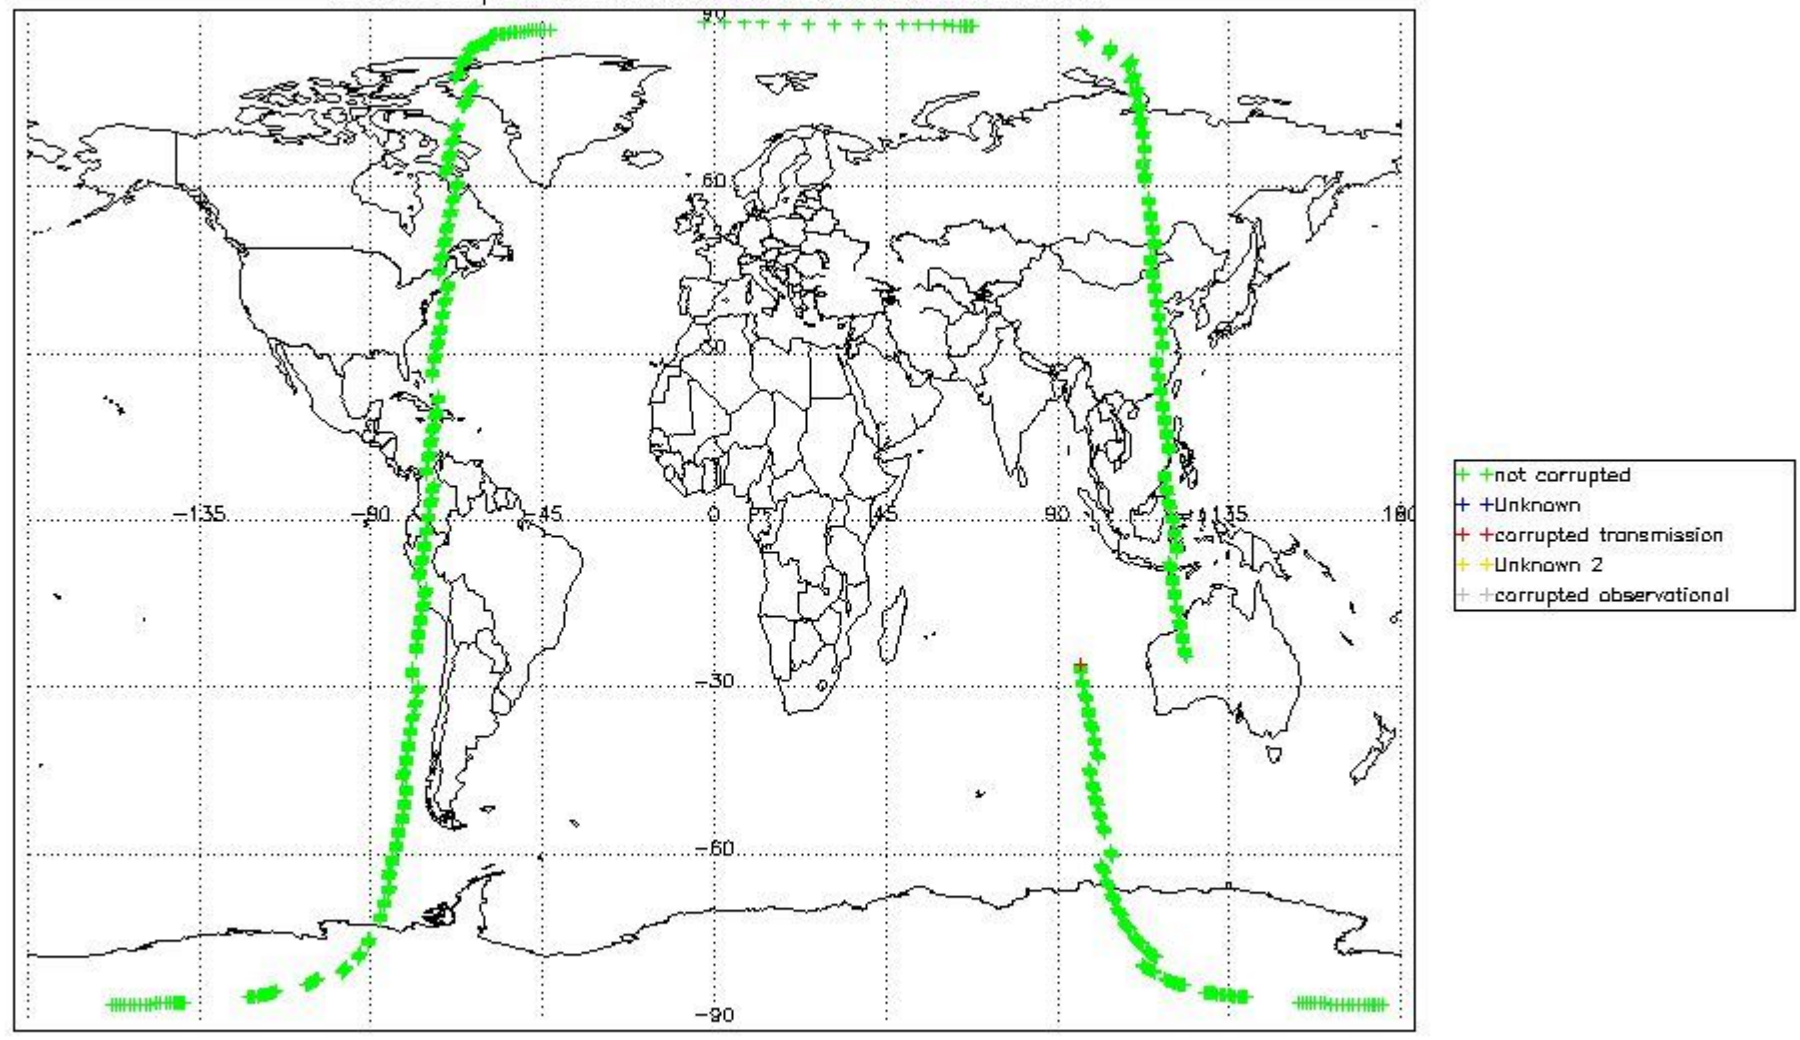 90
60
30
-135
-90
-45
0
45
90
135
180
-30
-60
-90
not corrupted
Unknown
corrupted transmission
Unknown 2
corrupted observational